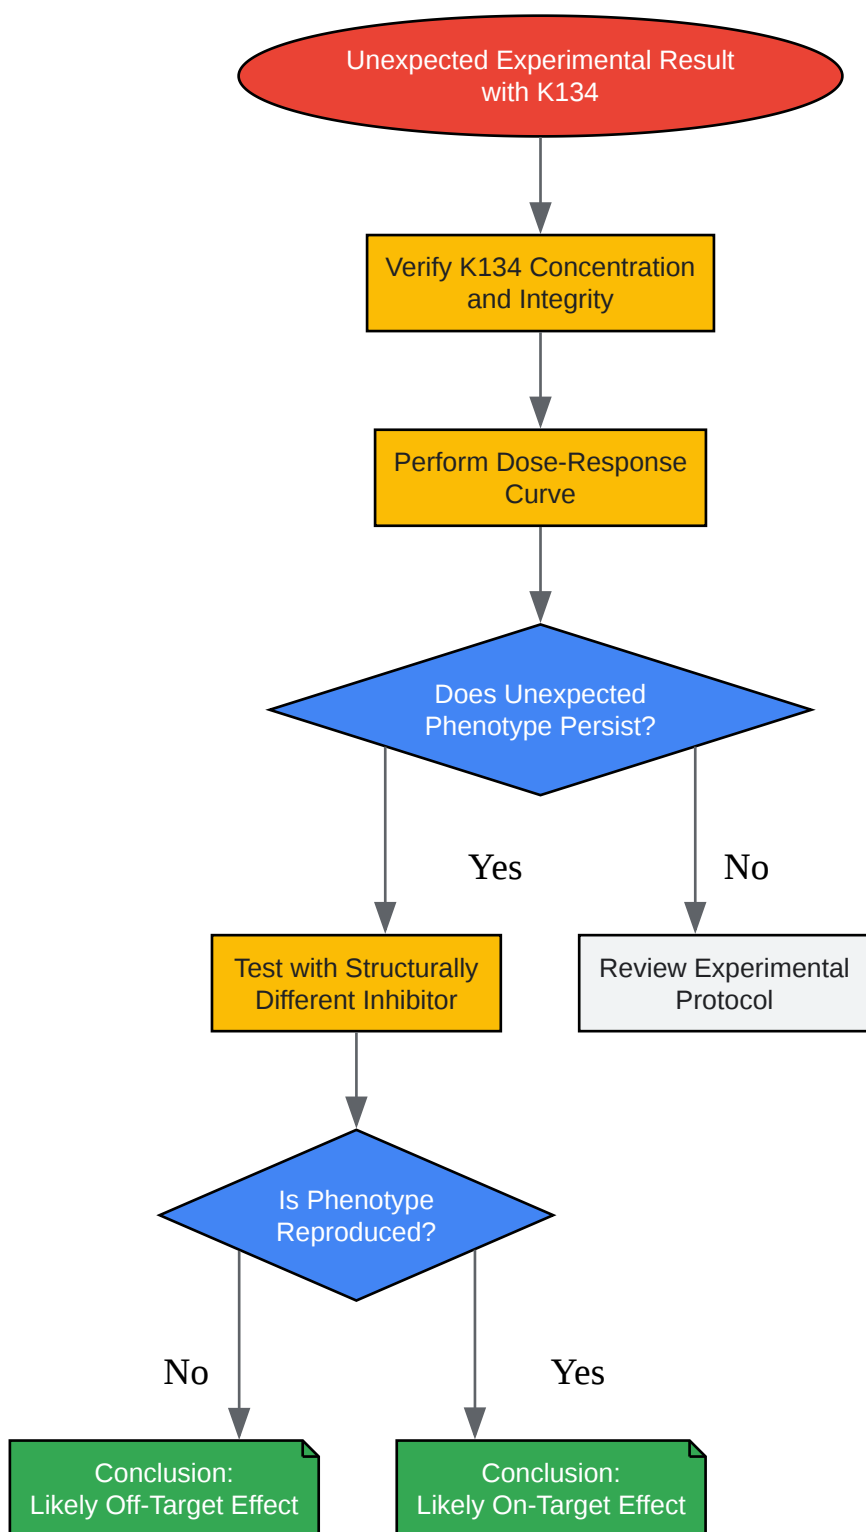 Unexpected Experimental Result
with K134
Verify K134 Concentration
and Integrity
Perform Dose-Response
Curve
Does Unexpected
Phenotype Persist?
Yes
No
Test with Structurally
Different Inhibitor
Review Experimental
Protocol
Is Phenotype
Reproduced?
No
Yes
Conclusion:
Likely Off-Target Effect
Conclusion:
Likely On-Target Effect